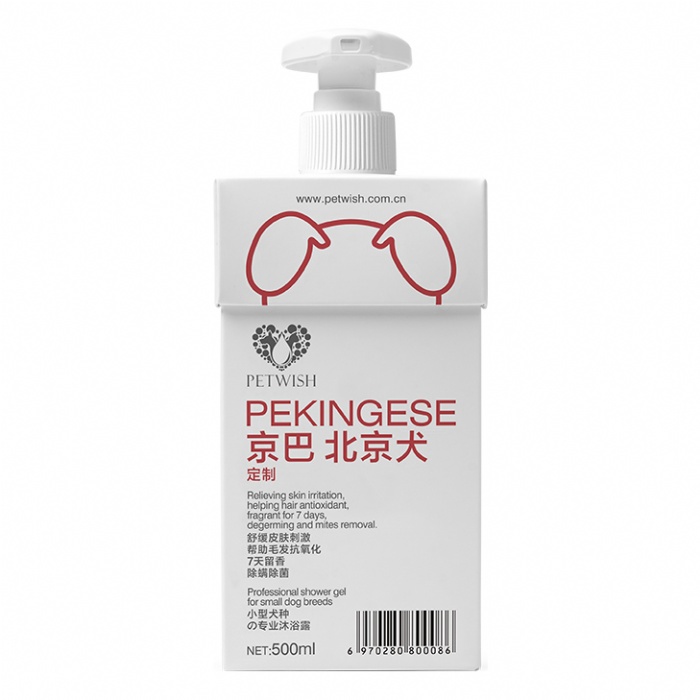 www.petwish.com.cn
PETWISH
PEKINGESE
京巴 北京犬
定制
Relieving skin irritation,
helping hair antioxidant,
fragrant for 7 days,
degerming and mites removal.
舒缓皮肤刺激
帮助毛发抗氧化
7天留香
除螨除菌
Professional shower gel
for small dog breeds
小型犬种
の专业沐浴露
NET:500ml
6 970280 800086